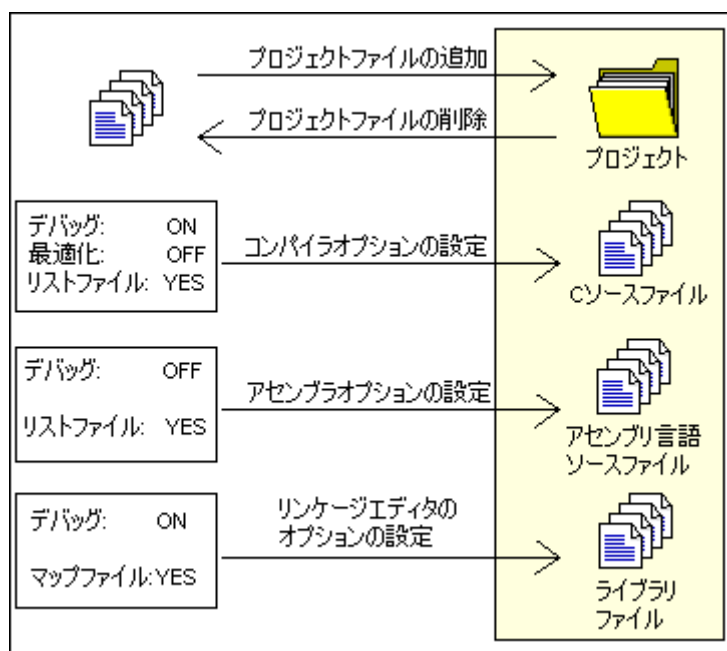 プロジェクトファイルの追加
プロジェクトファイルの削除
プロジェクト
デバッグ: ON
最適化: OFF
リストファイル: YES
コンパイラオプションの設定
Cソースファイル
デバッグ: OFF
リストファイル: YES
アセンブラオプションの設定
アセンブリ言語
ソースファイル
デバッグ: ON
マップファイル:YES
リンケージエディタの
オプションの設定
ライブラリ
ファイル